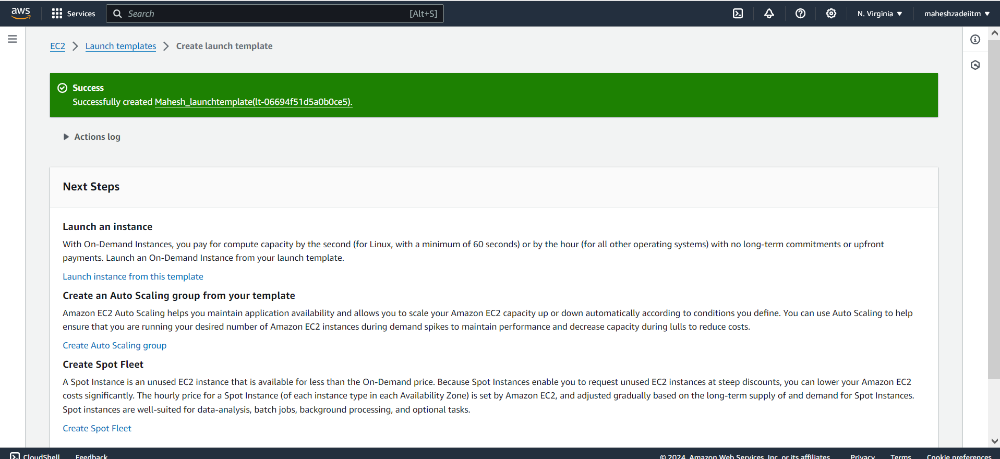 aws Services Search [Alt+S] N. Virginia ▼ maheshzadeiitm ▼
EC2 > Launch templates > Create launch template
Success
Successfully created Mahesh_launchtemplate(lt-06694f51d5a0b0ce5).
Actions log
Next Steps
Launch an instance
With On-Demand Instances, you pay for compute capacity by the second (for Linux, with a minimum of 60 seconds) or by the hour (for all other operating systems) with no long-term commitments or upfront
payments. Launch an On-Demand Instance from your launch template.
Launch instance from this template
Create an Auto Scaling group from your template
Amazon EC2 Auto Scaling helps you maintain application availability and allows you to scale your Amazon EC2 capacity up or down automatically according to conditions you define. You can use Auto Scaling to help
ensure that you are running your desired number of Amazon EC2 instances during demand spikes to maintain performance and decrease capacity during lulls to reduce costs.
Create Auto Scaling group
Create Spot Fleet
A Spot Instance is an unused EC2 instance that is available for less than the On-Demand price. Because Spot Instances enable you to request unused EC2 instances at steep discounts, you can lower your Amazon EC2
costs significantly. The hourly price for a Spot Instance (of each instance type in each Availability Zone) is set by Amazon EC2, and adjusted gradually based on the long-term supply of and demand for Spot Instances.
Spot instances are well-suited for data-analysis, batch jobs, background processing, and optional tasks.
Create Spot Fleet
CloudShell Feedback © 2024, Amazon Web Services, Inc. or its affiliates. Privacy Terms Cookie preferences